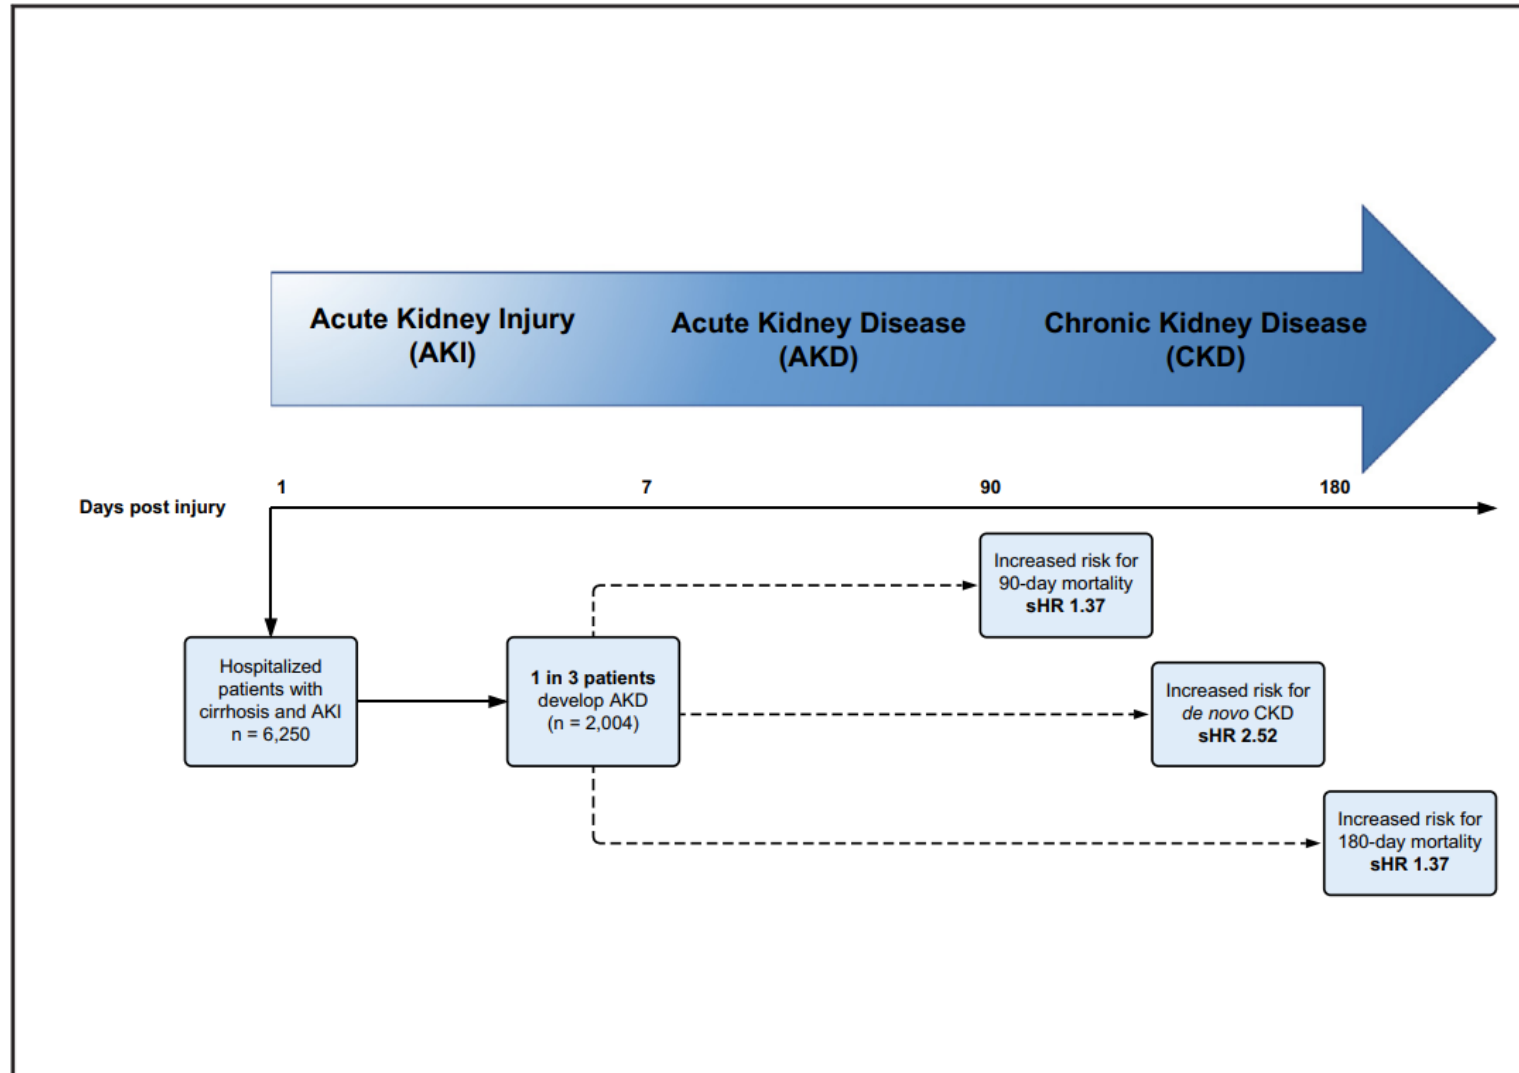 Acute Kidney Injury
(AKI)
Acute Kidney Disease
(AKD)
Chronic Kidney Disease
(CKD)
Days post injury
1
7
90
180
Increased risk for
90-day mortality
sHR 1.37
Hospitalized
patients with
cirrhosis and AKI
n = 6,250
1 in 3 patients
develop AKD
(n = 2,004)
Increased risk for
de novo CKD
sHR 2.52
Increased risk for
180-day mortality
sHR 1.37